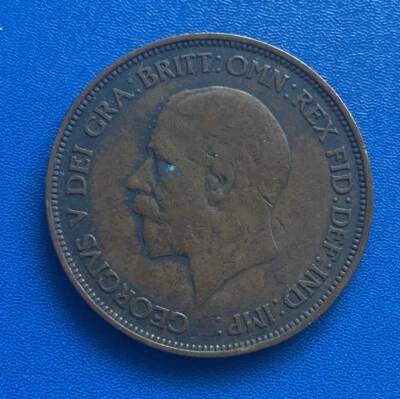 GEORGIVS V DEI GRA: BRITT: OMN: REX FID: DEF: IND: IMP: